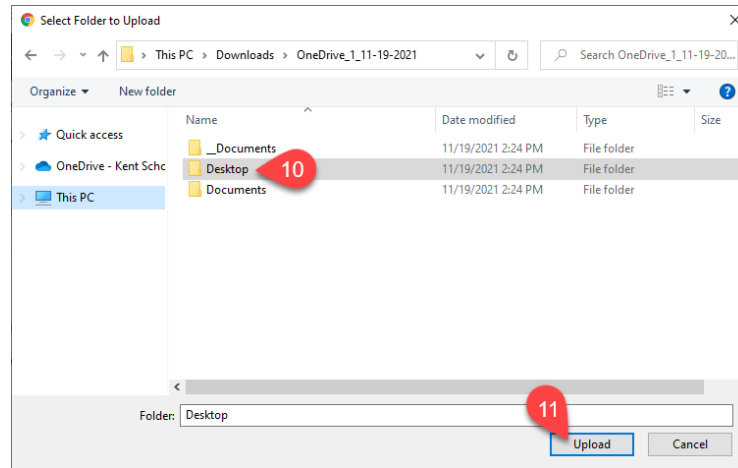 Select Folder to Upload
This PC > Downloads > OneDrive_1_11-19-2021
Search OneDrive_1_11-19-20...
Organize New folder
Name Date modified Type Size
Quick access
OneDrive - Kent Scho
This PC
__Documents 11/19/2021 2:24 PM File folder
Desktop 10 11/19/2021 2:24 PM File folder
Documents 11/19/2021 2:24 PM File folder
Folder: Desktop
11
Upload Cancel